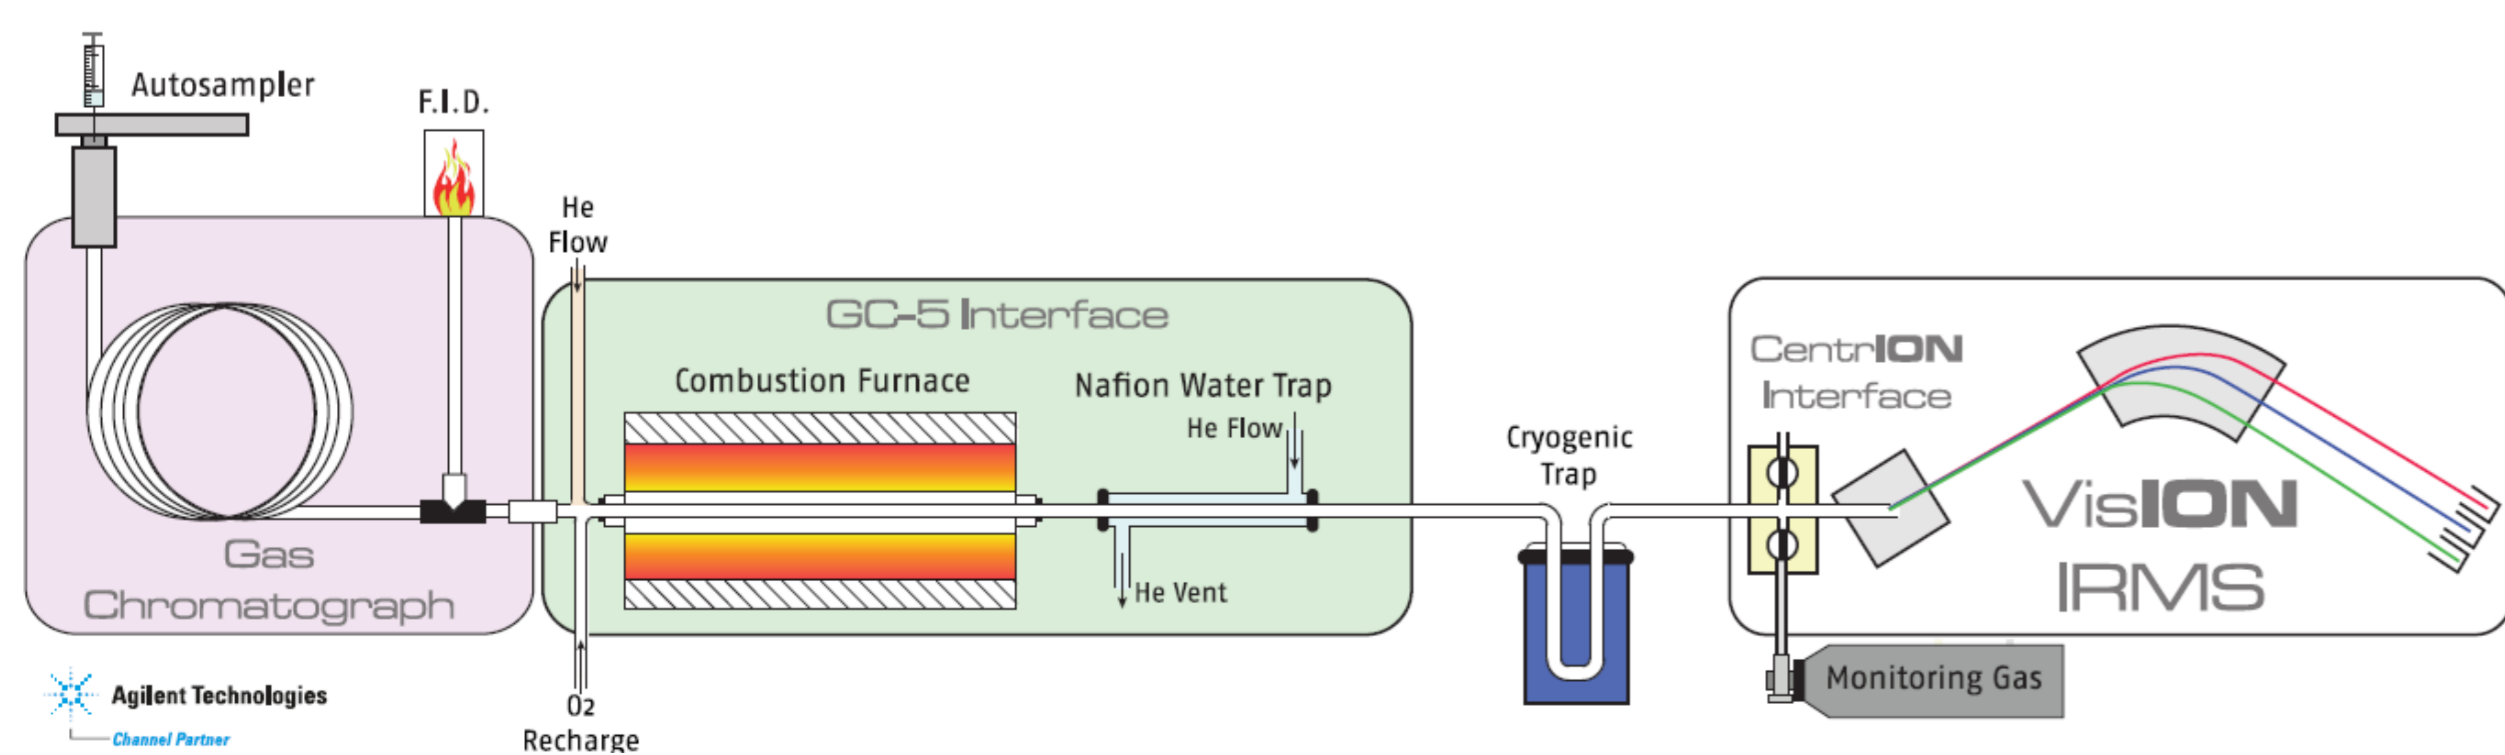 Autosampler
F.I.D.
He
Flow
GC-5 Interface
Combustion Furnace
Nafion Water Trap
He Flow
He Vent
Cryogenic
Trap
CentrION
Interface
VisION
IRMS
Gas
Chromatograph
Monitoring Gas
Agilent Technologies
Channel Partner
O2
Recharge